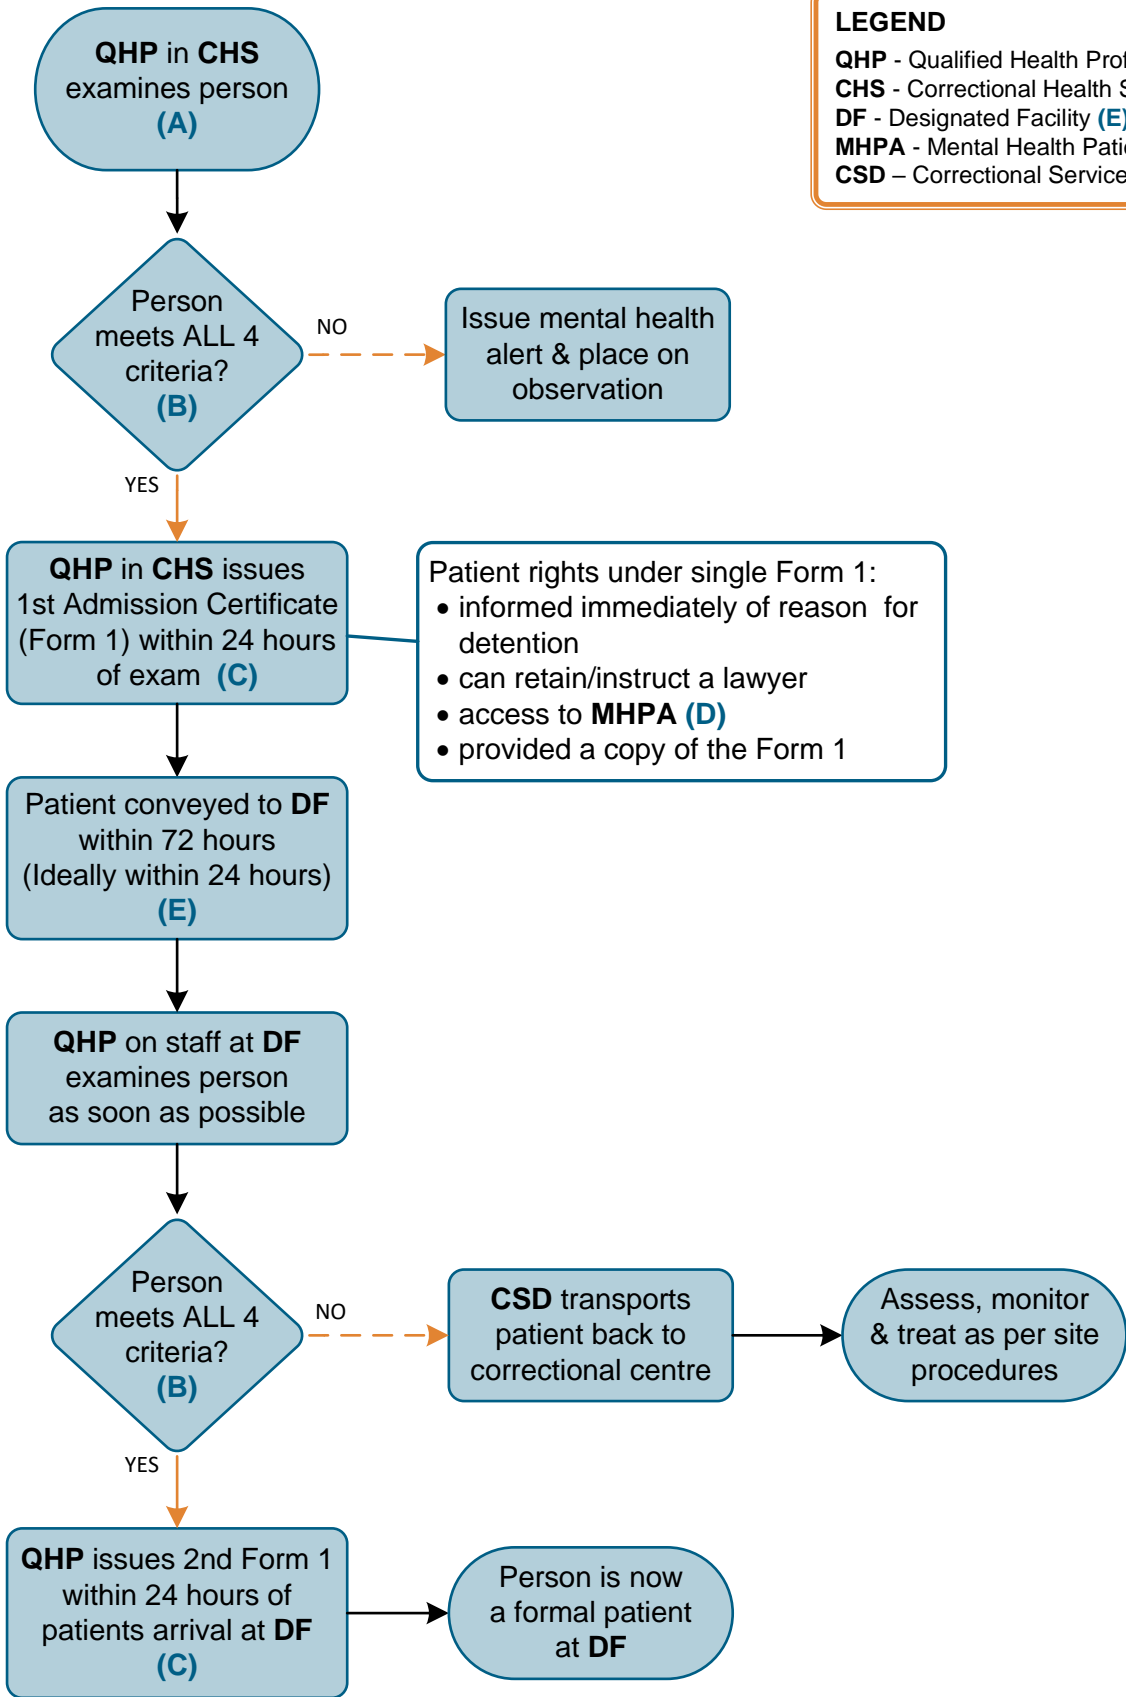 QHP in CHS
examines person
(A)
LEGEND
QHP - Qualified Health
CHS - Correctional Health
DF - Designated Facility (E)
MHPA - Mental Health
CSD – Correctional
Person
meets ALL 4
criteria?
(B)
NO
Issue mental health
alert & place on
observation
YES
QHP in CHS issues
1st Admission Certificate
(Form 1) within 24 hours
of exam (C)
Patient rights under single Form 1:
• informed immediately of reason for
detention
• can retain/instruct a lawyer
• access to MHPA (D)
• provided a copy of the Form 1
Patient conveyed to DF
within 72 hours
(Ideally within 24 hours)
(E)
QHP on staff at DF
examines person
as soon as possible
Person
meets ALL 4
criteria?
(B)
NO
CSD transports
patient back to
correctional centre
Assess, monitor
& treat as per site
procedures
YES
QHP issues 2nd Form 1
within 24 hours of
patients arrival at DF
(C)
Person is now
a formal patient
at DF